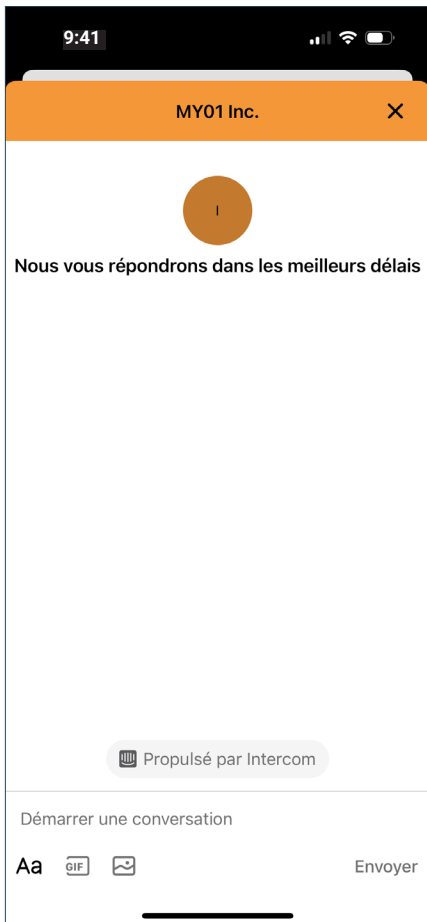 9:41
MY01 Inc.
I
Nous vous répondrons dans les meilleurs délais
Propulsé par Intercom
Démarrer une conversation
Aa GIF Envoyer